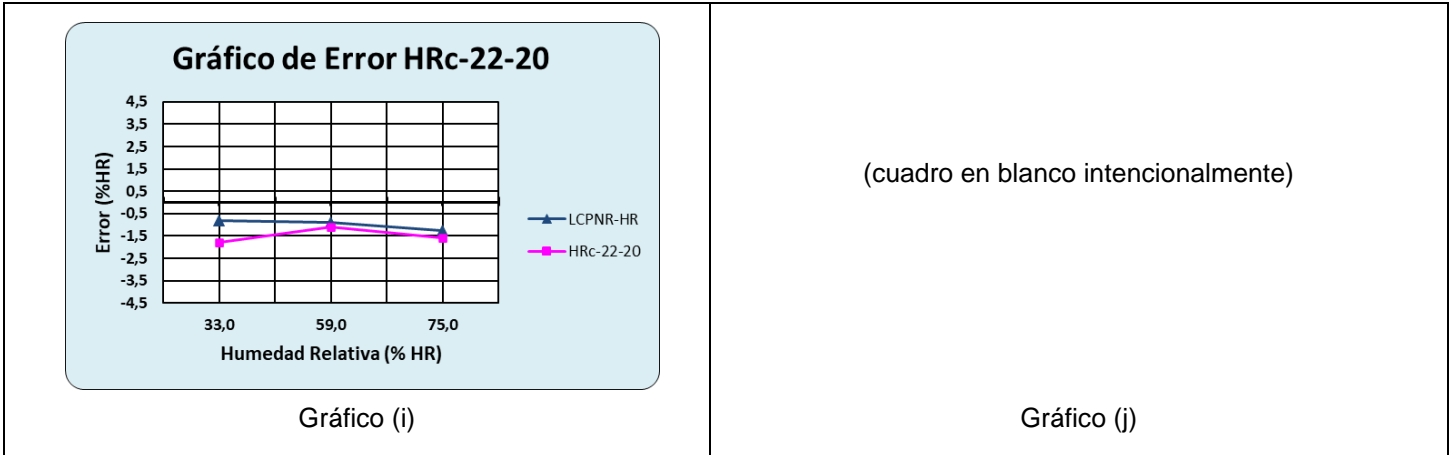 Gráfico de Error HRc-22-20
Error (%HR)
4,5
3,5
2,5
1,5
0,5
-0,5
-1,5
-2,5
-3,5
-4,5
33,0 59,0 75,0
Humedad Relativa (% HR)
LCPNR-HR
HRc-22-20
Gráfico (i)
(cuadro en blanco intencionalmente)
Gráfico (j)